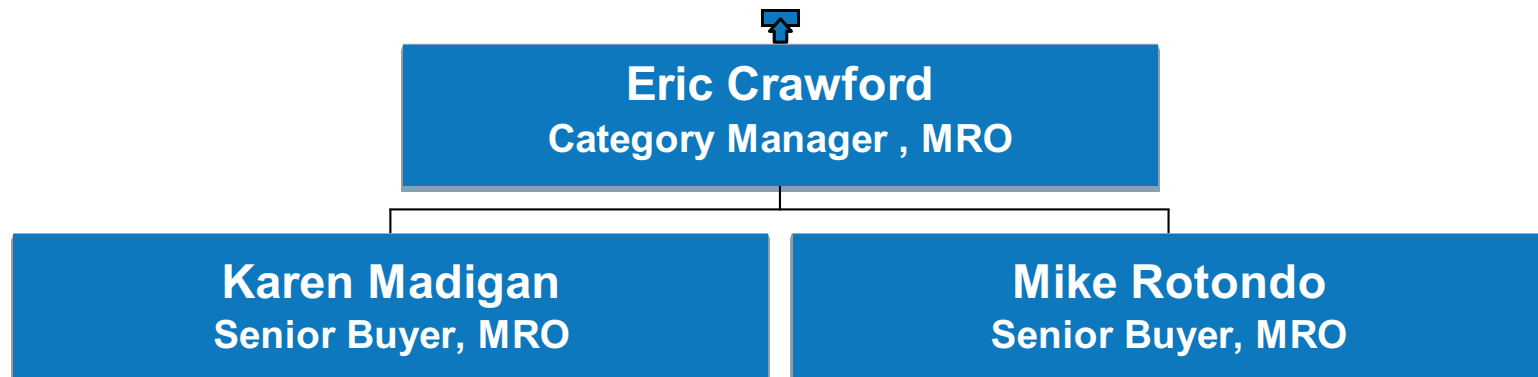 Eric Crawford
Category Manager , MRO
Karen Madigan
Senior Buyer, MRO
Mike Rotondo
Senior Buyer, MRO